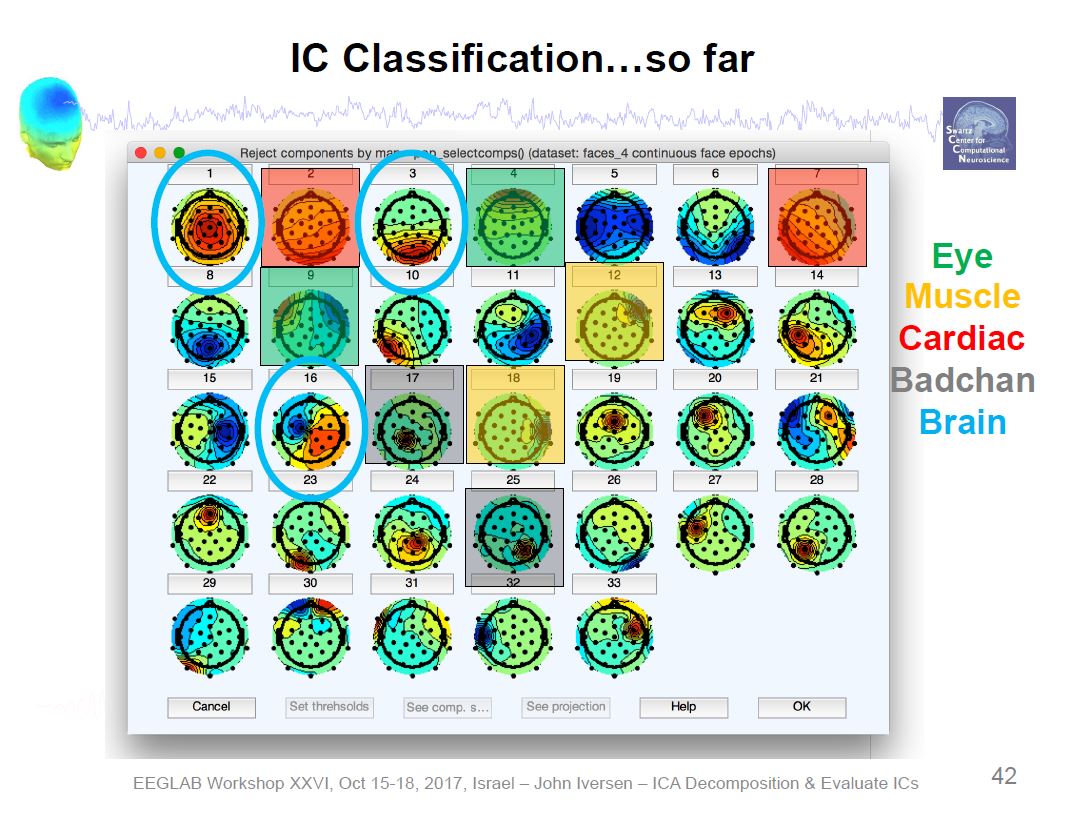 IC Classification…so far
Swartz
Center for
Computational
Neuroscience
Reject components by map - pop_selectcomps() (dataset: faces_4 continuous face epochs)
1 2 3 4 5 6 7
8 9 10 11 12 13 14
15 16 17 18 19 20 21
22 23 24 25 26 27 28
29 30 31 32 33
Eye
Muscle
Cardiac
Badchan
Brain
Cancel Set threhsolds See comp. s... See projection Help OK
EEGLAB Workshop XXVI, Oct 15-18, 2017, Israel – John Iversen – ICA Decomposition & Evaluate ICs
42